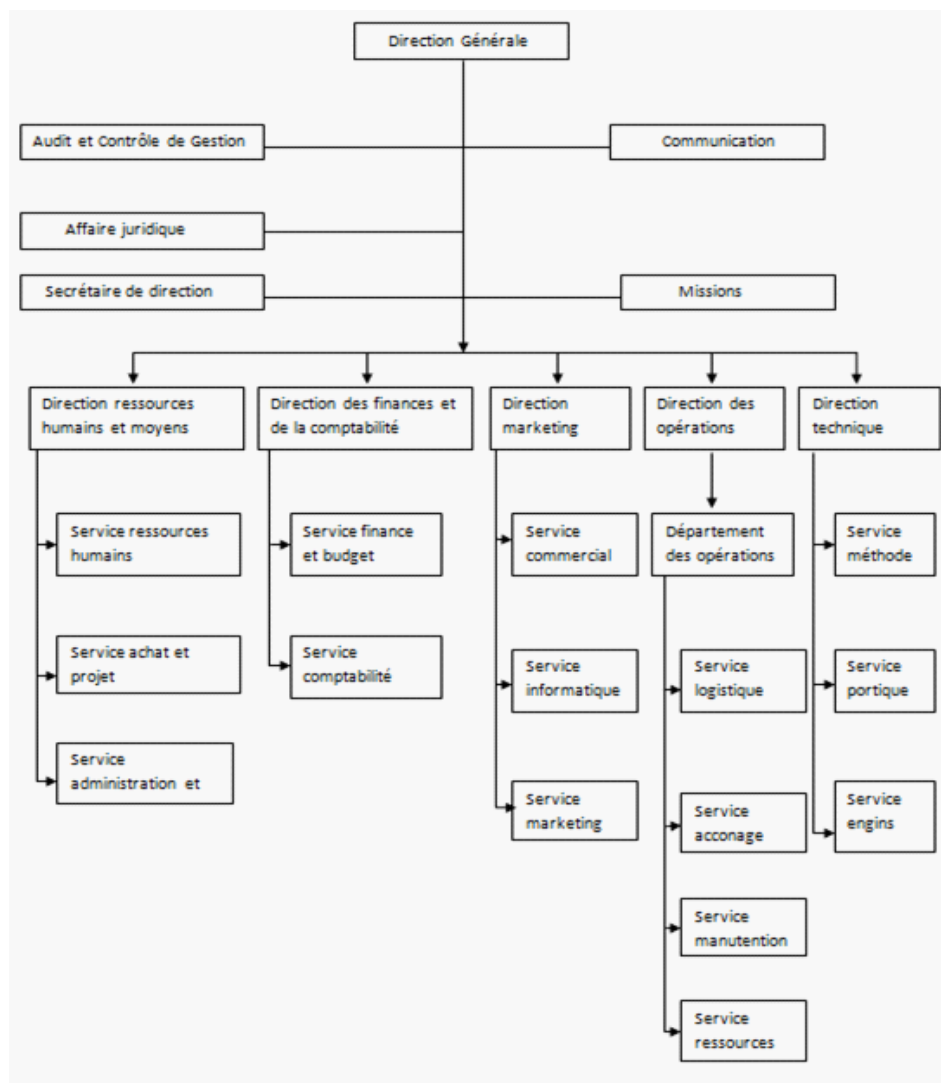 Direction Générale
Audit et Contrôle de Gestion
Communication
Affaire juridique
Secrétaire de direction
Missions
Direction ressources
humains et moyens
Direction des finances et
de la comptabilité
Direction
marketing
Direction des
opérations
Direction
technique
Service ressources
humains
Service finance
et budget
Service
commercial
Département
des opérations
Service
méthode
Service achat et
projet
Service
comptabilité
Service
informatique
Service
logistique
Service
portique
Service
administration et
Service
marketing
Service
acconage
Service
engins
Service
manutention
Service
ressources